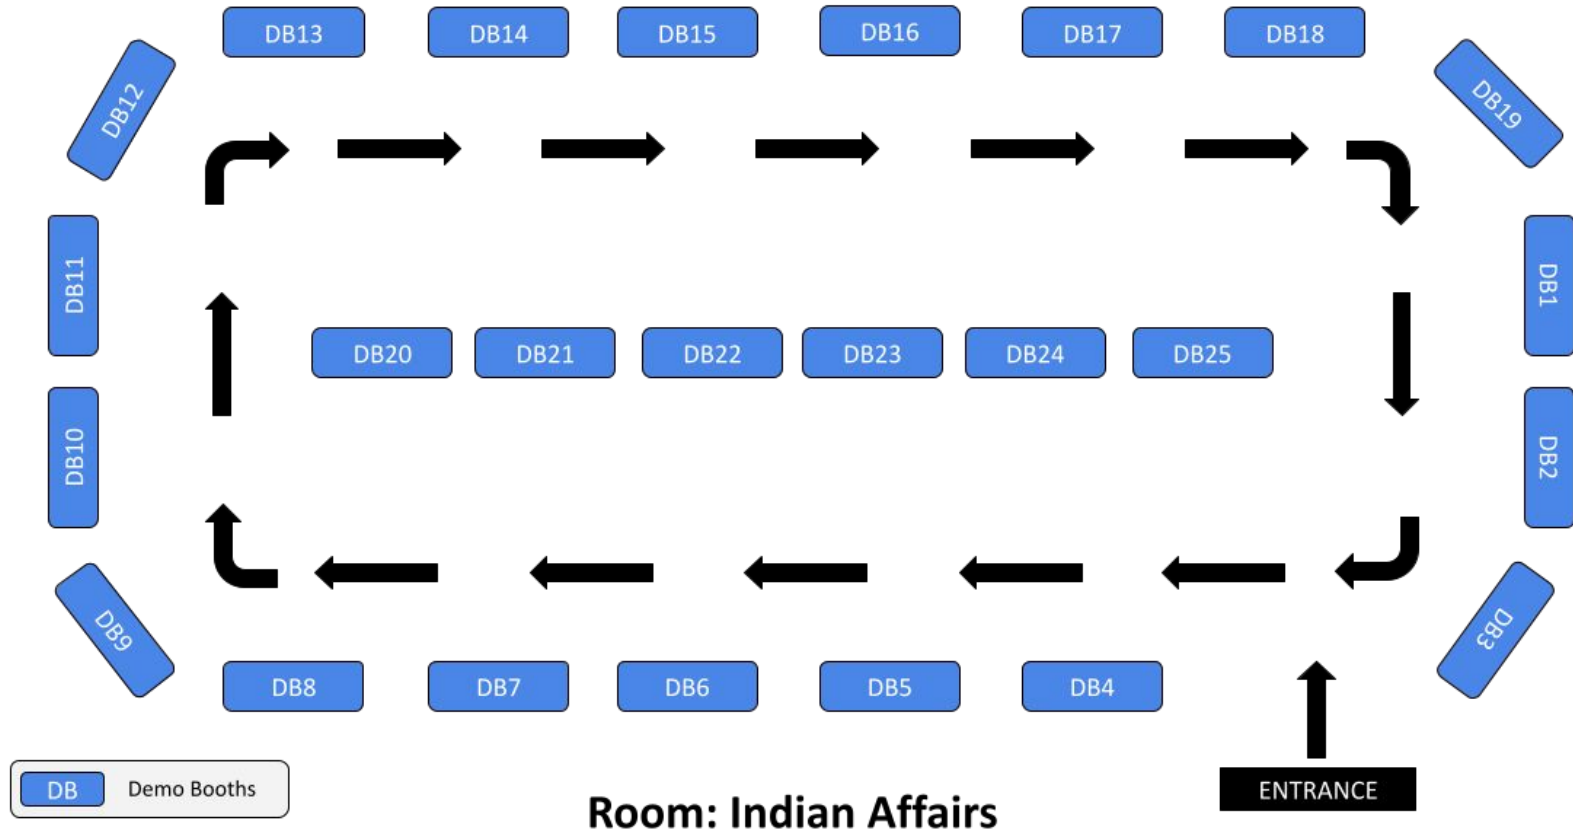 DB13
DB14
DB15
DB16
DB17
DB18
DB12
DB19
DB11
DB1
DB20
DB21
DB22
DB23
DB24
DB25
DB10
DB2
DB9
DB3
DB8
DB7
DB6
DB5
DB4
DB Demo Booths
ENTRANCE
Room: Indian Affairs